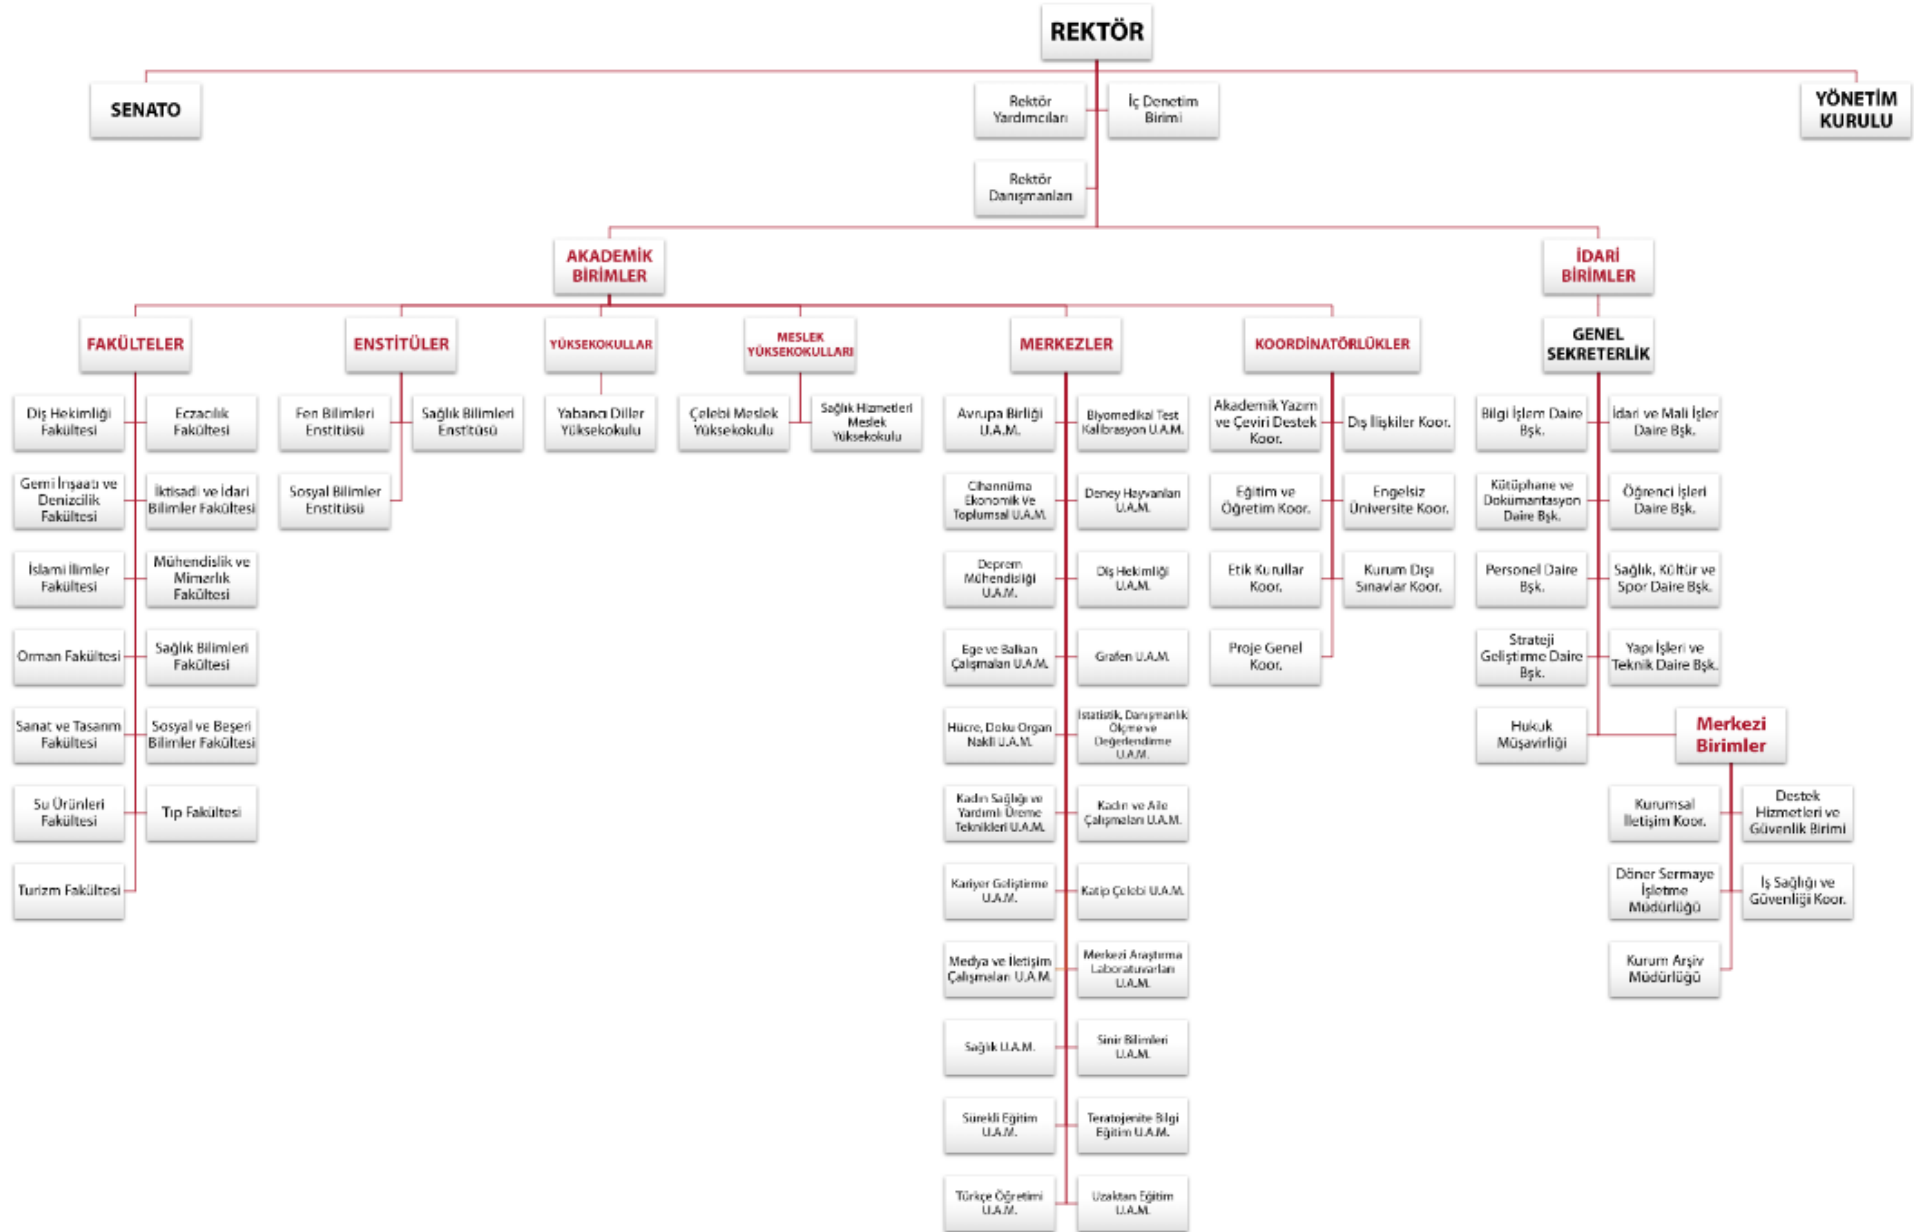 REKTÖR
SENATO
Rektör
Yardımcıları
İç Denetim
Birimi
YÖNETİM
KURULU
Rektör
Danışmanları
AKADEMİK
BİRİMLER
İDARİ
BİRİMLER
FAKÜLTELER
ENSTİTÜLER
YÜKSEKOKULLAR
MESLEK
YÜKSEKOKULLARI
MERKEZLER
KOORDİNATÖRLÜKLER
GENEL
SEKRETERLİK
Diş Hekimliği
Fakültesi
Eczacılık
Fakültesi
Gemi İnşaatı ve
Denizcilik
Fakültesi
İktisadi ve İdari
Bilimler Fakültesi
İslami İlimler
Fakültesi
Mühendislik ve
Mimarlık
Fakültesi
Orman Fakültesi
Sağlık Bilimleri
Fakültesi
Sanat ve Tasarım
Fakültesi
Sosyal ve Beşeri
Bilimler Fakültesi
Su Ürünleri
Fakültesi
Tıp Fakültesi
Turizm Fakültesi
Fen Bilimleri
Enstitüsü
Sağlık Bilimleri
Enstitüsü
Sosyal Bilimler
Enstitüsü
Yabancı Diller
Yüksekokulu
Çelebi Meslek
Yüksekokulu
Sağlık Hizmetleri
Meslek
Yüksekokulu
Avrupa Birliği
U.A.M.
Biyomedikal Test
Kalibrasyon U.A.M.
Cihannüma
Ekonomik Ve
Toplumsal U.A.M.
Deney Hayvanları
U.A.M.
Deprem
Mühendisliği
U.A.M.
Diş Hekimliği
U.A.M.
Ege ve Balkan
Çalışmaları U.A.M.
Grafen U.A.M.
Hücre, Doku Organ
Nakli U.A.M.
İstatistik, Danışmanlık
Ölçme ve
Değerlendirme
U.A.M.
Kadın Sağlığı ve
Yardımlı Üreme
Teknikleri U.A.M.
Kadın ve Aile
Çalışmaları U.A.M.
Kariyer Geliştirme
U.A.M.
Katip Çelebi U.A.M.
Medya ve İletişim
Çalışmaları U.A.M.
Merkezi Araştırma
Laboratuvarları
U.A.M.
Sağlık U.A.M.
Sinir Bilimleri
U.A.M.
Sürekli Eğitim
U.A.M.
Teratojenite Bilgi
Eğitim U.A.M.
Türkçe Öğretimi
U.A.M.
Uzaktan Eğitim
U.A.M.
Akademik Yazım
ve Çeviri Destek
Koor.
Dış İlişkiler Koor.
Eğitim ve
Öğretim Koor.
Engelsiz
Üniversite Koor.
Etik Kurullar
Koor.
Kurum Dışı
Sınavlar Koor.
Proje Genel
Koor.
Bilgi İşlem Daire
Bşk.
İdari ve Mali İşler
Daire Bşk.
Kütüphane ve
Dokümantasyon
Daire Bşk.
Öğrenci İşleri
Daire Bşk.
Personel Daire
Bşk.
Sağlık, Kültür ve
Spor Daire Bşk.
Strateji
Geliştirme Daire
Bşk.
Yapı İşleri ve
Teknik Daire Bşk.
Hukuk
Müşavirliği
Merkezi
Birimler
Kurumsal
İletişim Koor.
Destek
Hizmetleri ve
Güvenlik Birimi
Döner Sermaye
İşletme
Müdürlüğü
İş Sağlığı ve
Güvenliği Koor.
Kurum Arşiv
Müdürlüğü